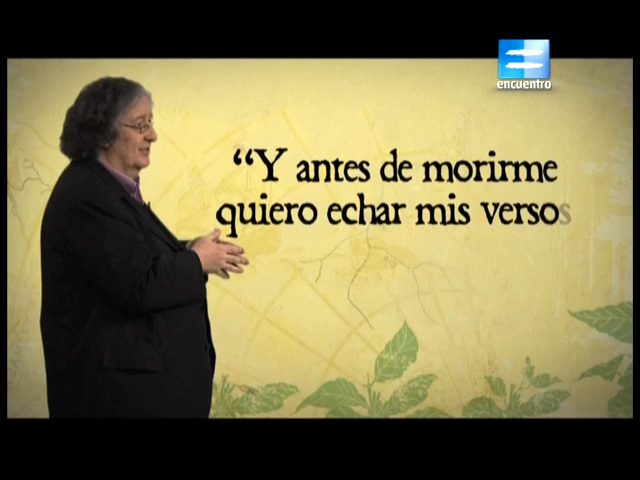 encuentro
“Y antes de morirme
quiero echar mis versos